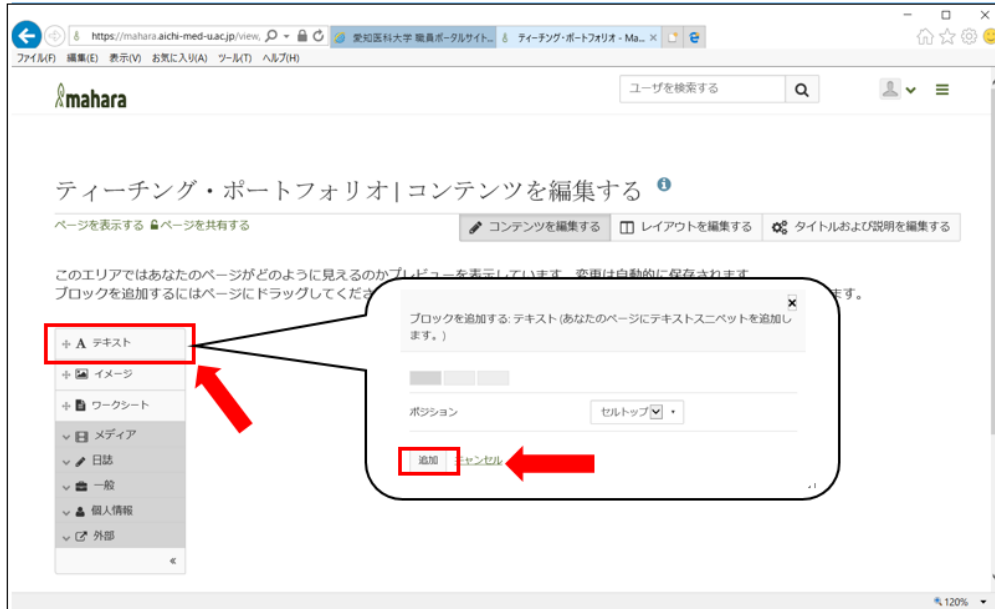 https://mahara.aichi-med-u.ac.jp/view,
愛知医科大学 職員ポータルサイト...
ティーチング・ポートフォリオ - Ma...
ファイル(F) 編集(E) 表示(V) お気に入り(A) ツール(T) ヘルプ(H)
mahara
ユーザを検索する
ティーチング・ポートフォリオ | コンテンツを編集する
ページを表示する ページを共有する
コンテンツを編集する レイアウトを編集する タイトルおよび説明を編集する
このエリアではあなたのページがどのように見えるのかプレビューを表示しています。変更は自動的に保存されます。
ブロックを追加するにはページにドラッグしてくださ
ます。
ブロックを追加する: テキスト (あなたのページにテキストスニペットを追加し
ます。)
A テキスト
イメージ
ワークシート
メディア
日誌
一般
個人情報
外部
«
ポジション セルトップ
追加 キャンセル
120%